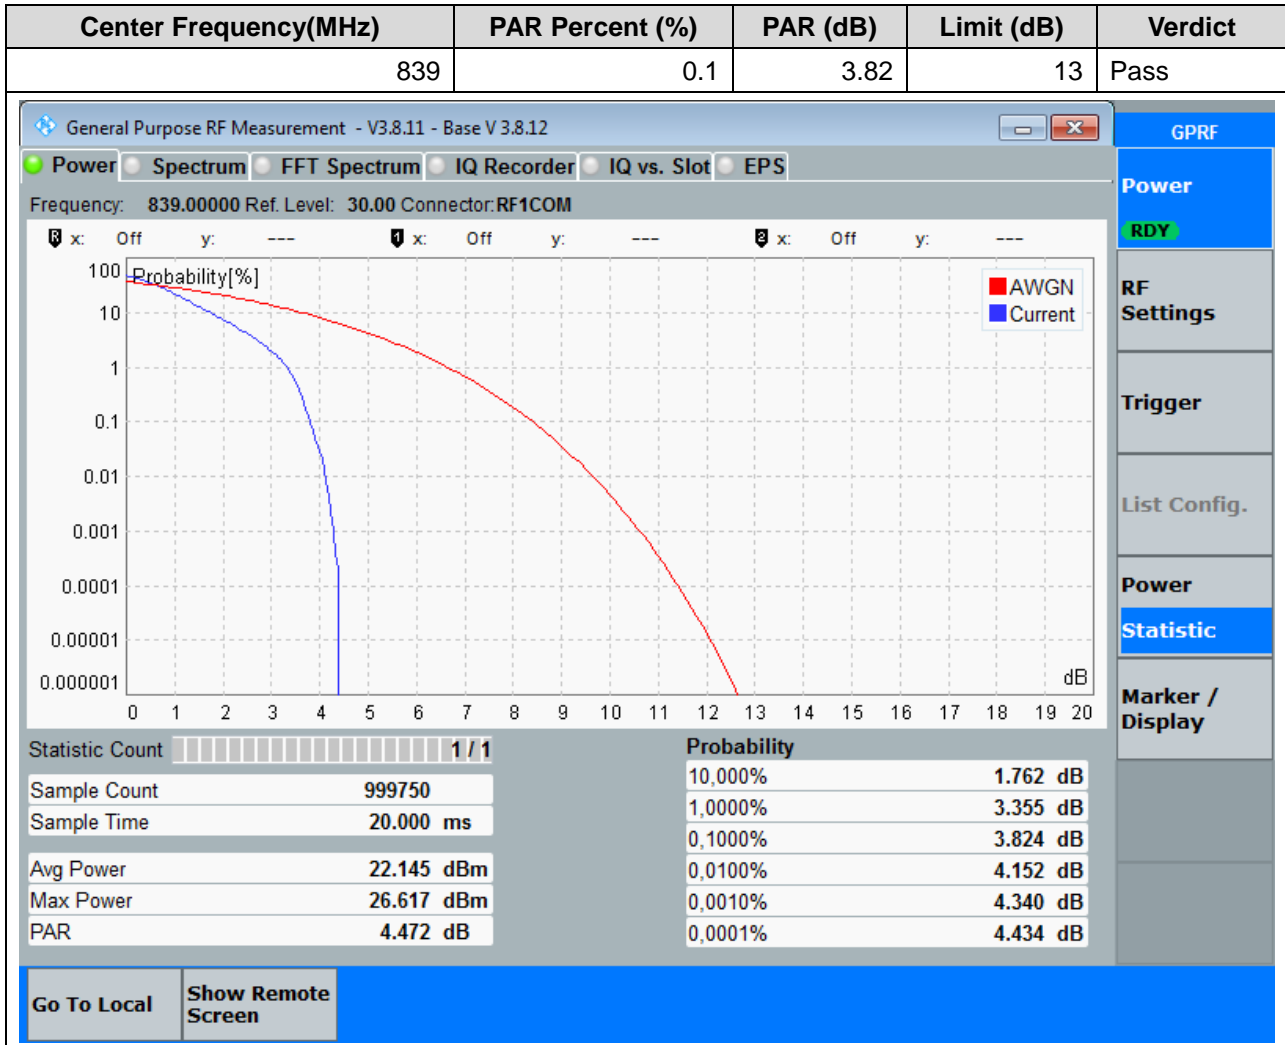 Center Frequency(MHz) PAR Percent (%) PAR (dB) Limit (dB) Verdict
839 0.1 3.82 13 Pass
General Purpose RF Measurement - V3.8.11 - Base V 3.8.12
GPRF
Power Spectrum FFT Spectrum IQ Recorder IQ vs. Slot EPS
Frequency: 839.00000 Ref. Level: 30.00 Connector: RF1COM
R x: Off y: --- 1 x: Off y: --- 2 x: Off y: ---
Probability[%]
100
10
1
0.1
0.01
0.001
0.0001
0.00001
0.000001
AWGN
Current
dB
0 1 2 3 4 5 6 7 8 9 10 11 12 13 14 15 16 17 18 19 20
Statistic Count 1 / 1
Sample Count 999750
Sample Time 20.000 ms
Avg Power 22.145 dBm
Max Power 26.617 dBm
PAR 4.472 dB
Probability
10,000% 1.762 dB
1,0000% 3.355 dB
0,1000% 3.824 dB
0,0100% 4.152 dB
0,0010% 4.340 dB
0,0001% 4.434 dB
Power
RDY
RF
Settings
Trigger
List Config.
Power
Statistic
Marker /
Display
Go To Local
Show Remote
Screen